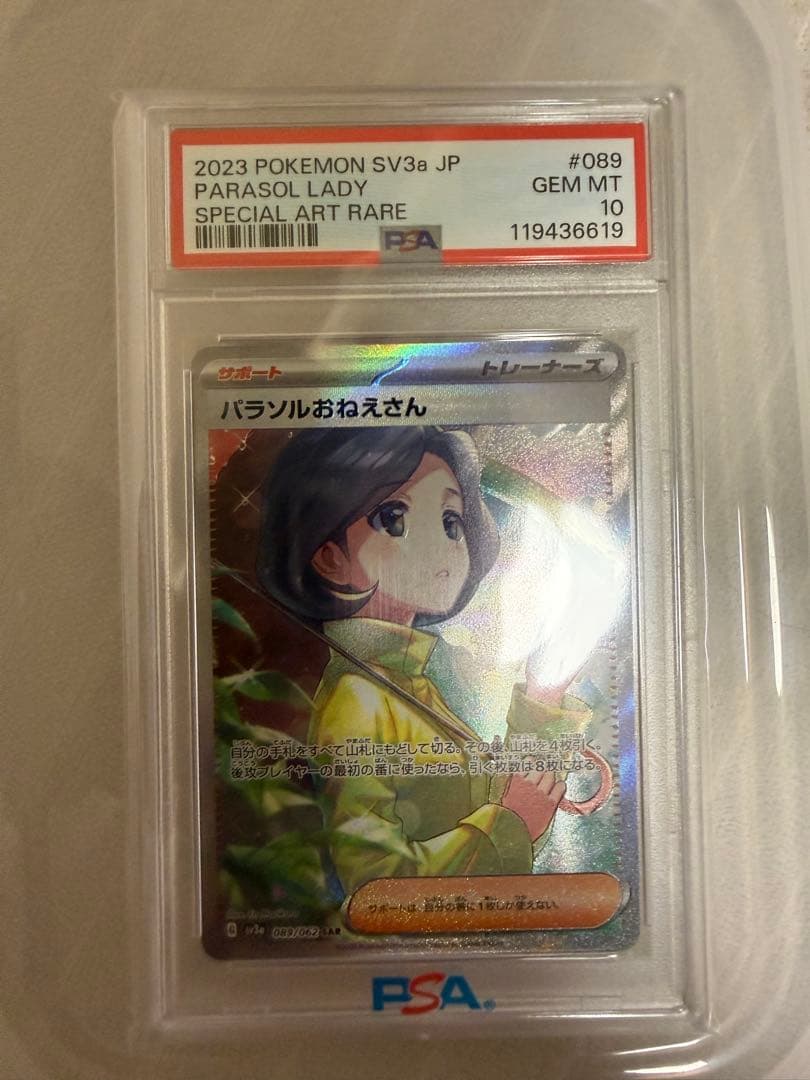 2023 POKEMON SV3a JP #089
PARASOL LADY GEM MT
SPECIAL ART RARE 10
PSA 119436619
サポート トレーナーズ
パラソルおねえさん
自分の手札をすべて山札にもどして切る。その後、山札を4枚引く。
後攻プレイヤーの最初の番に使ったなら、引く枚数は8枚になる。
サポートは、自分の番に1枚しか使えない。
G sv3a 089/062 SAR
PSA®